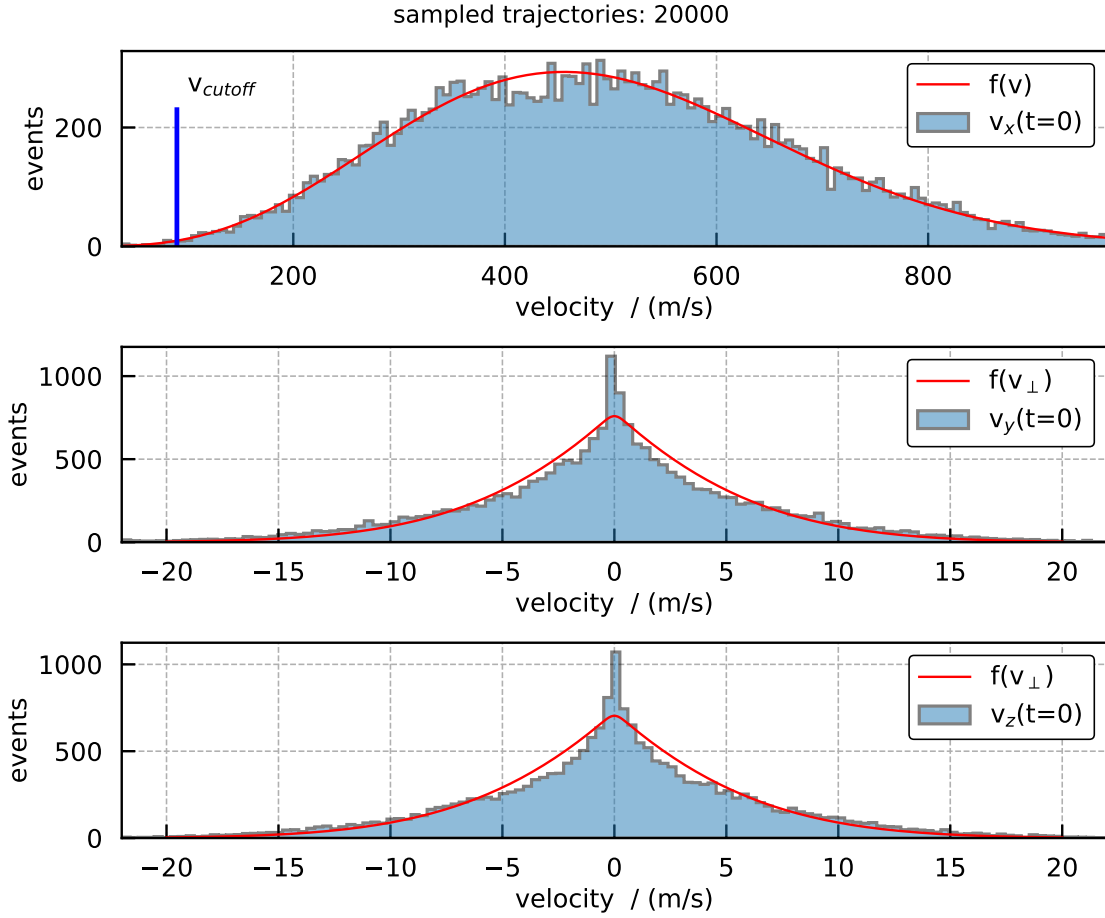 sampled trajectories: 20000
v_cutoff
f(v)
v_x(t=0)
events
200
0
200 400 600 800
velocity / (m/s)
f(v⊥)
v_y(t=0)
events
1000
500
0
−20 −15 −10 −5 0 5 10 15 20
velocity / (m/s)
f(v⊥)
v_z(t=0)
events
1000
500
0
−20 −15 −10 −5 0 5 10 15 20
velocity / (m/s)